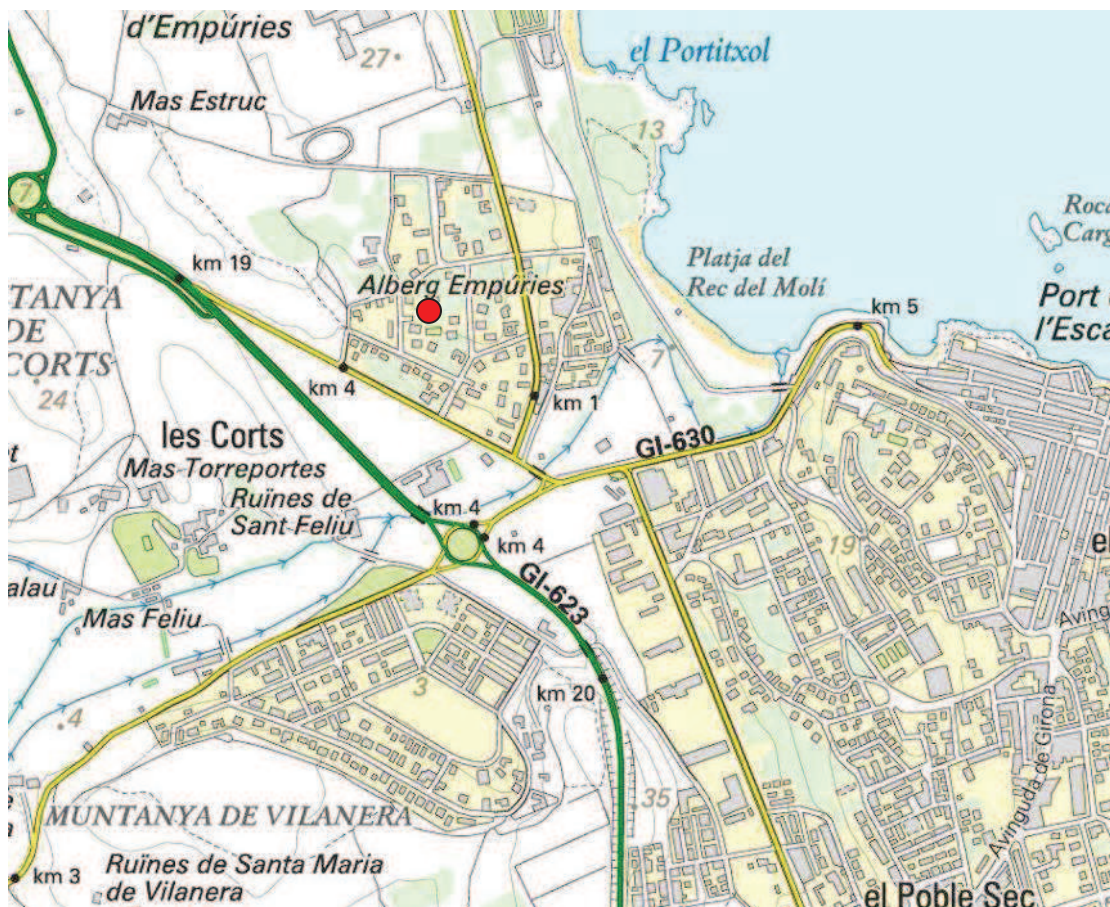 d'Empúries
27
el Portitxol
Mas Estruc
13
7
Roca
Carg
km 19
Platja del
Rec del Molí
TANYA
DE
CORTS
Alberg Empúries
km 5
Port
l'Esca
7
km 4
24
km 1
les Corts
GI-630
Mas Torreportes
Ruïnes de
Sant Feliu
km 4
km 4
19
el
GI-623
alau
Mas Feliu
Aving
3
km 20
4
Avinguda de Girona
35
MUNTANYA DE VILANERA
km 3
Ruïnes de Santa Maria
de Vilanera
el Poble Sec